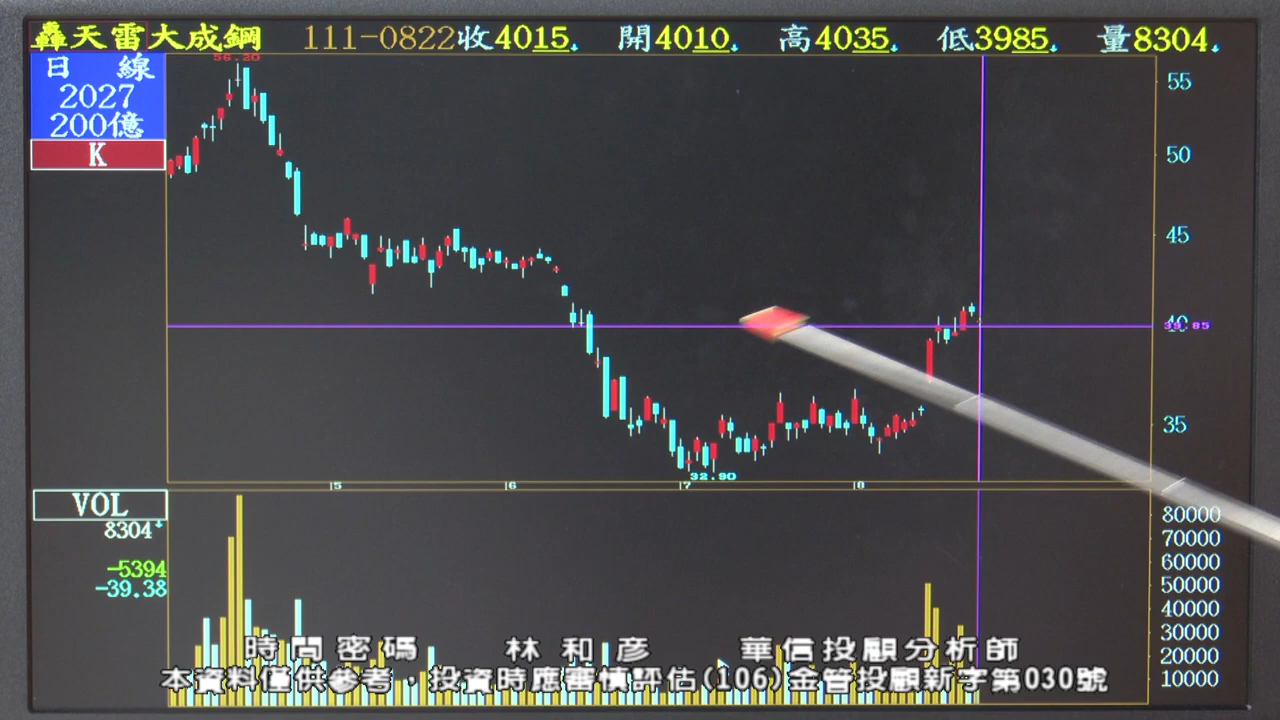 轟天雷大成鋼 111-0822收4015↓ 開4010↓ 高4035↓ 低3985↓ 量8304↓
56.20
日 線
2027
200億
K
55
50
45
40
39.85
35
32.90
5 6 7 8
VOL
8304↓
-5394
-39.38
80000
70000
60000
50000
40000
30000
20000
10000
時間密碼 林和彥 華信投顧分析師
本資料僅供參考，投資時應審慎評估(106)金管投顧新字第030號